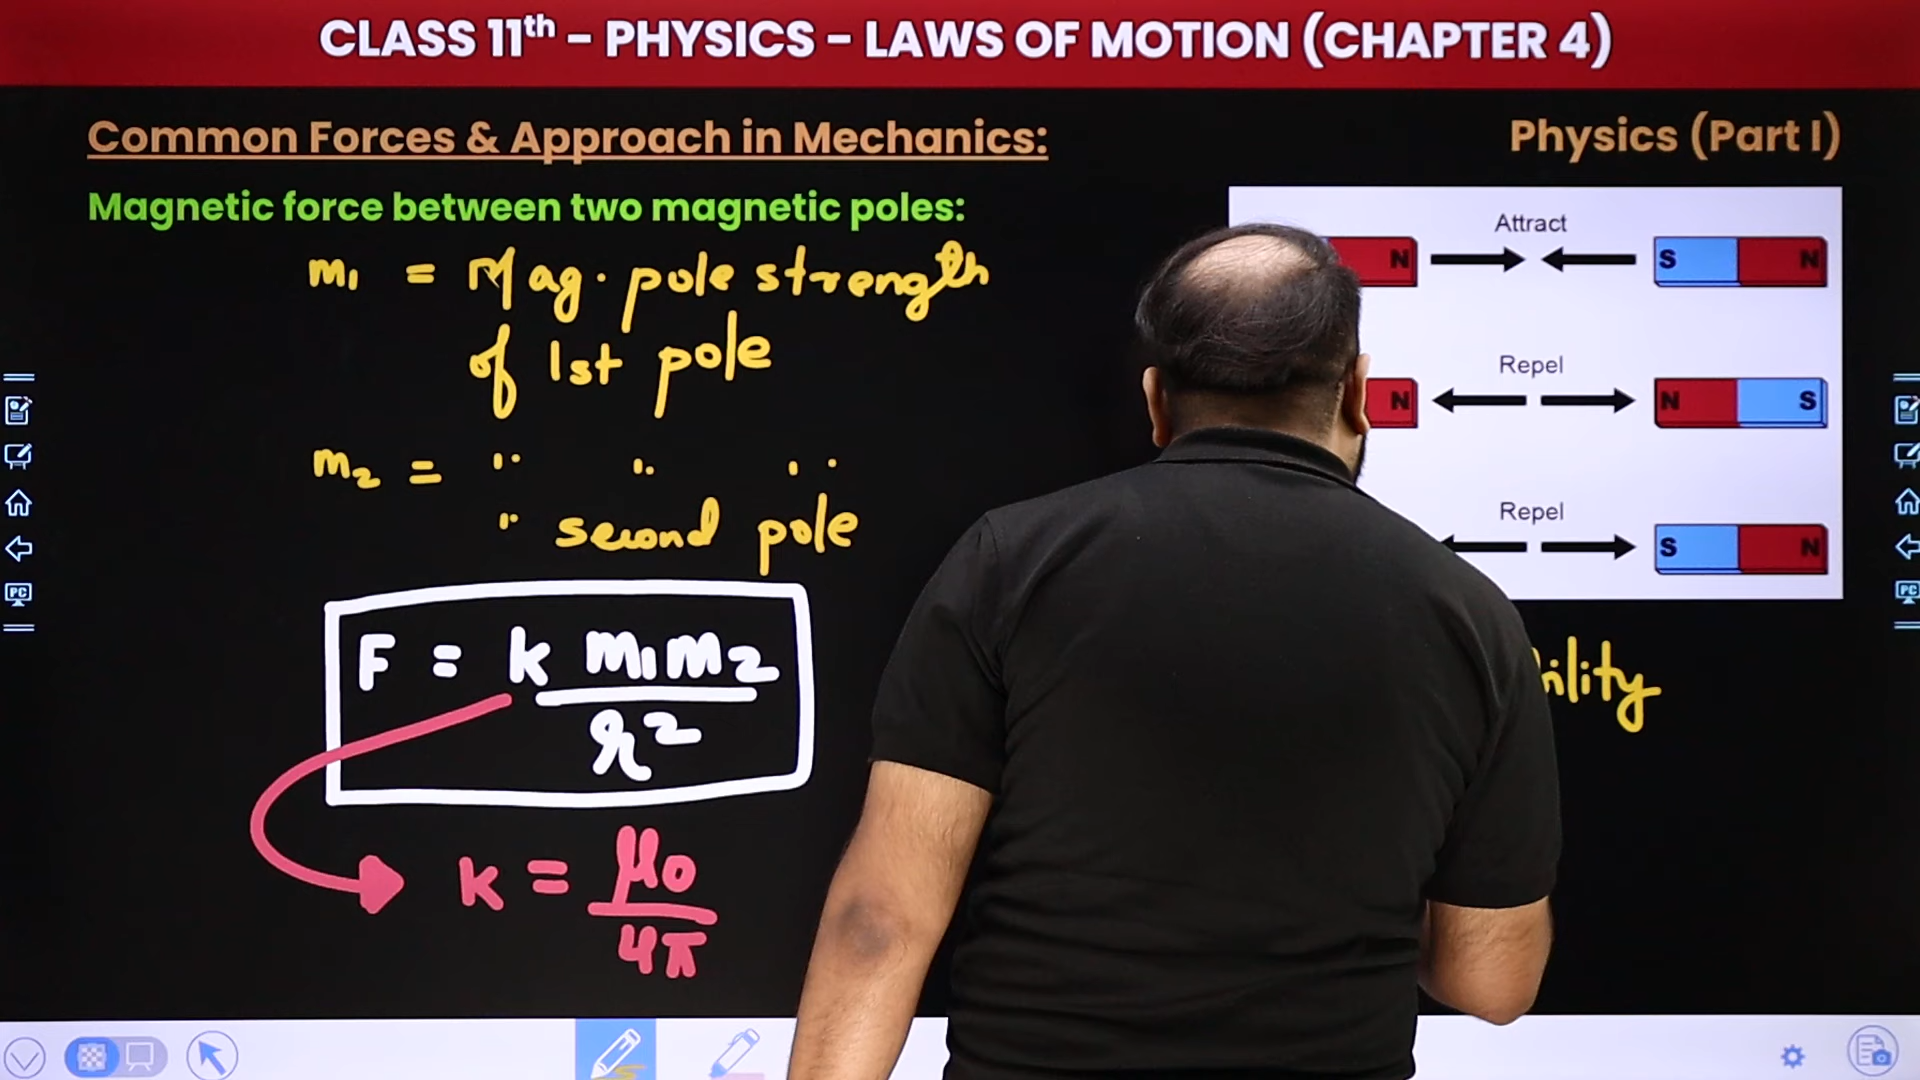 CLASS 11th - PHYSICS - LAWS OF MOTION (CHAPTER 4)
Common Forces & Approach in Mechanics:
Physics (Part I)
Magnetic force between two magnetic poles:
m₁ = Mag. pole strength
of 1st pole
m₂ = " " "
" second pole
F = k m₁m₂
r²
k = μ₀
4π
Attract
N S N
Repel
N N S
Repel
S N
PC
PC